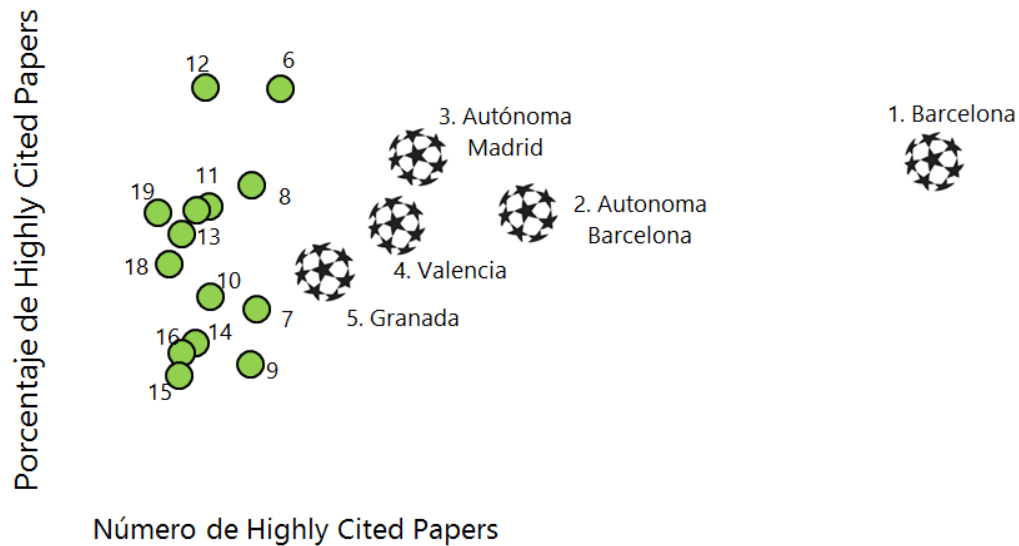 Porcentaje de Highly Cited Papers
12
6
3. Autónoma
Madrid
1. Barcelona
11
19
8
2. Autonoma
Barcelona
13
18
4. Valencia
10
7
5. Granada
16
14
9
15
Número de Highly Cited Papers